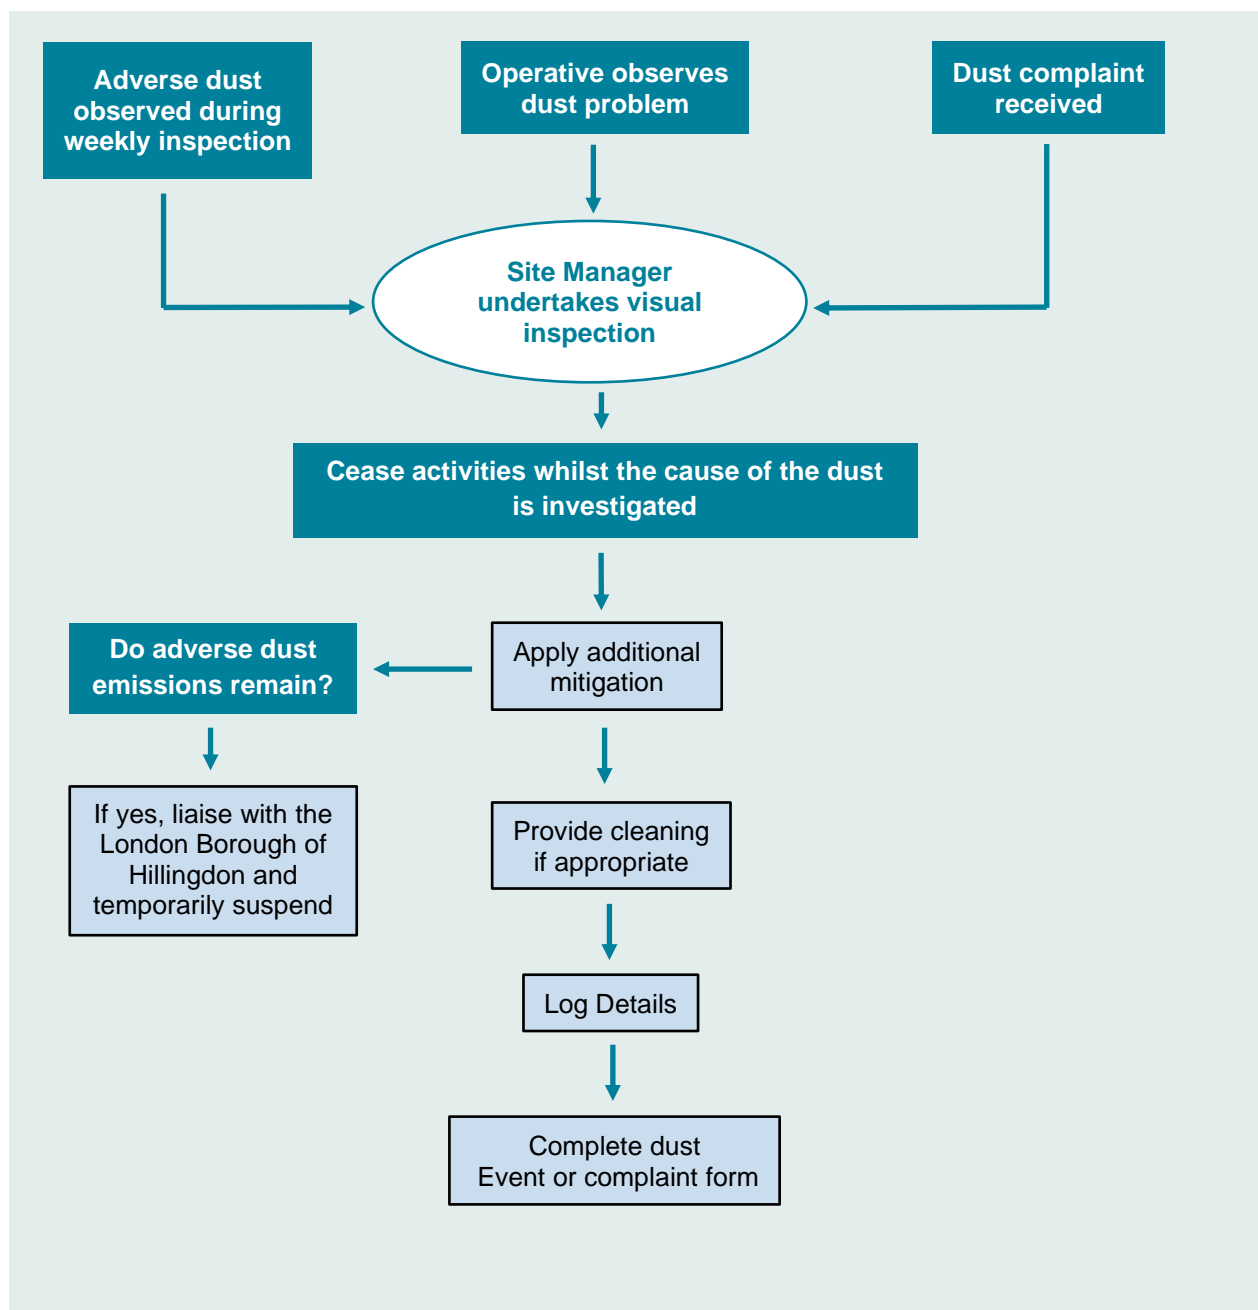 Adverse dust
observed during
weekly inspection
Operative observes
dust problem
Dust complaint
received
Site Manager
undertakes visual
inspection
Cease activities whilst the cause of the dust
is investigated
Do adverse dust
emissions remain?
Apply additional
mitigation
If yes, liaise with the
London Borough of
Hillingdon and
temporarily suspend
Provide cleaning
if appropriate
Log Details
Complete dust
Event or complaint form